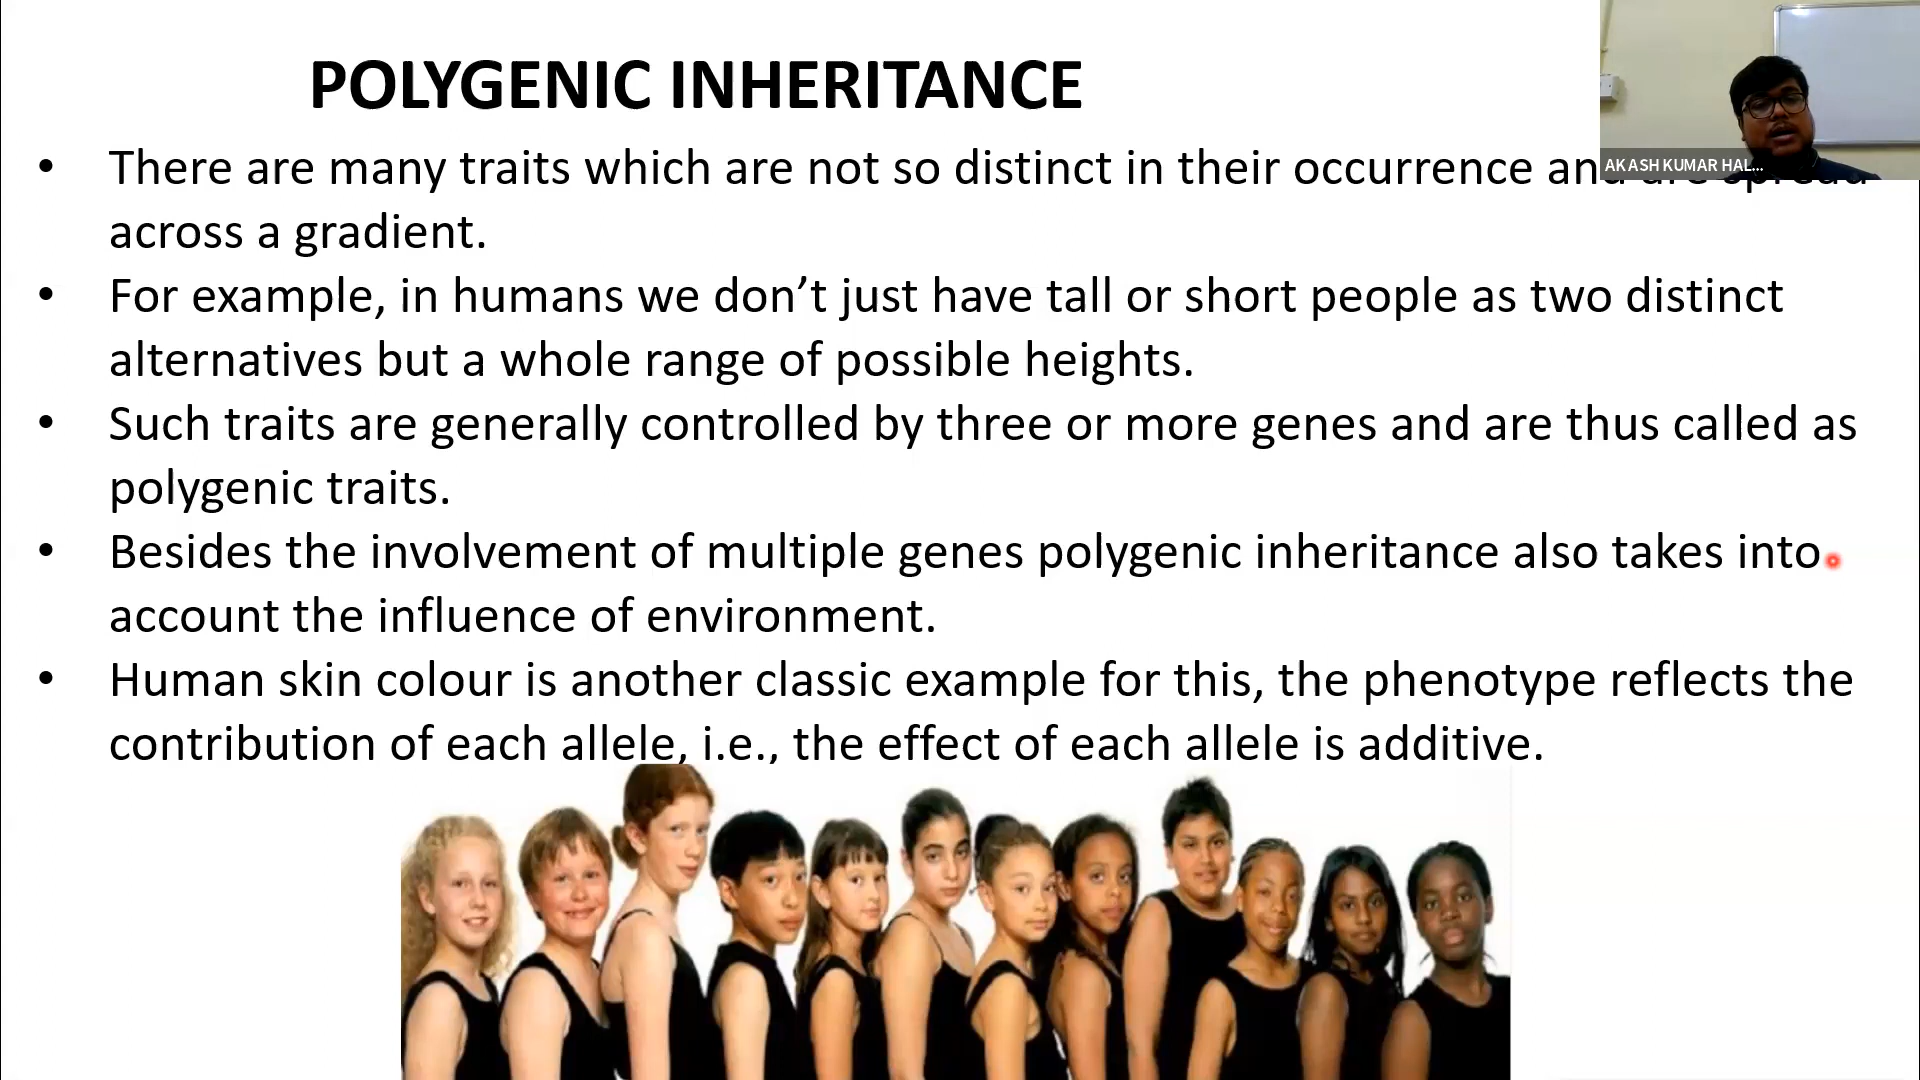 POLYGENIC INHERITANCE
AKASH KUMAR HAL...
• There are many traits which are not so distinct in their occurrence and are spread
across a gradient.
• For example, in humans we don’t just have tall or short people as two distinct
alternatives but a whole range of possible heights.
• Such traits are generally controlled by three or more genes and are thus called as
polygenic traits.
• Besides the involvement of multiple genes polygenic inheritance also takes into
account the influence of environment.
• Human skin colour is another classic example for this, the phenotype reflects the
contribution of each allele, i.e., the effect of each allele is additive.